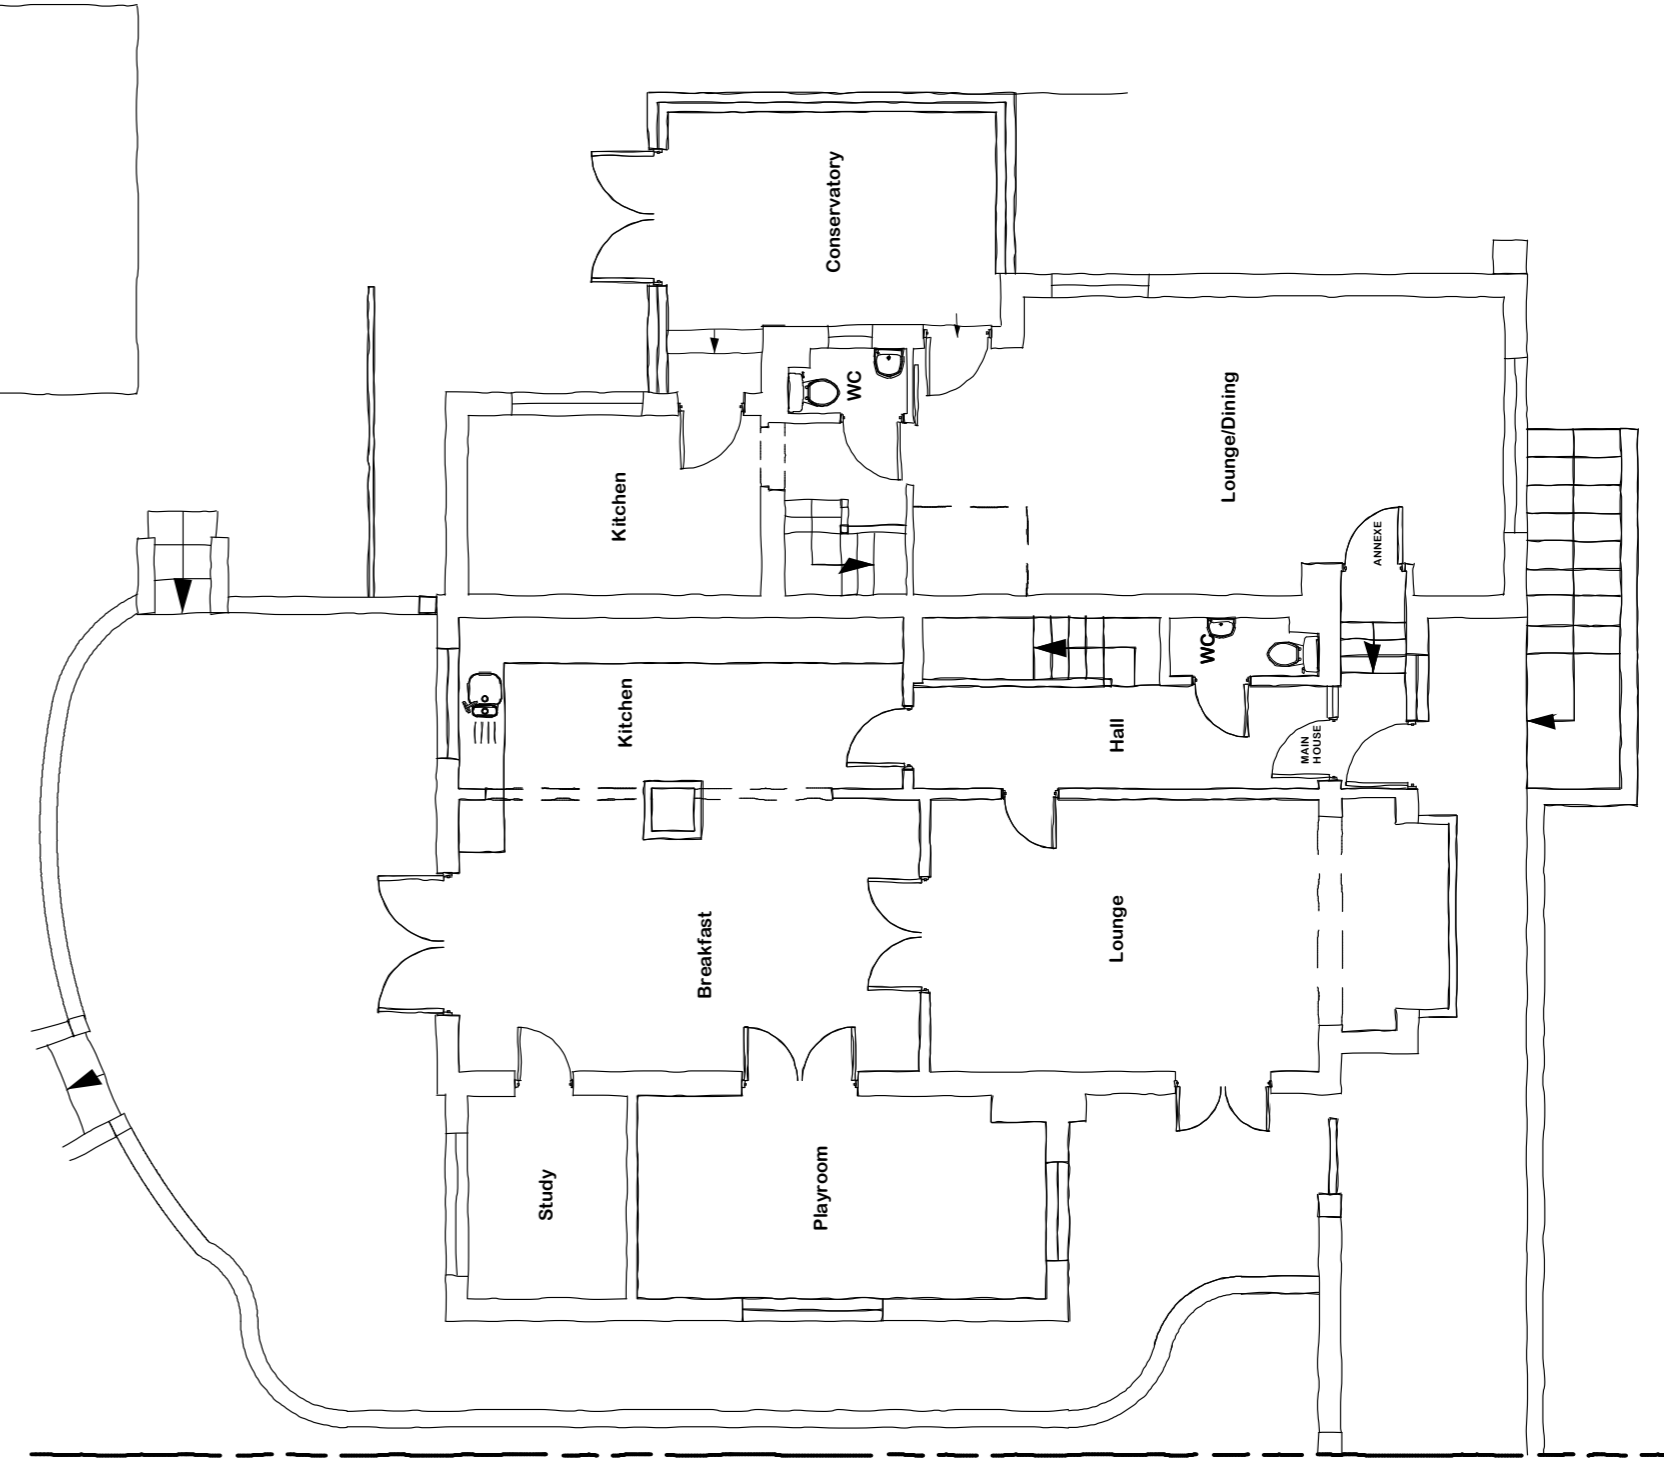 Conservatory
WC
Kitchen
Lounge/Dining
ANNEXE
Kitchen
WC
Hall
MAIN
HOUSE
Breakfast
Lounge
Study
Playroom